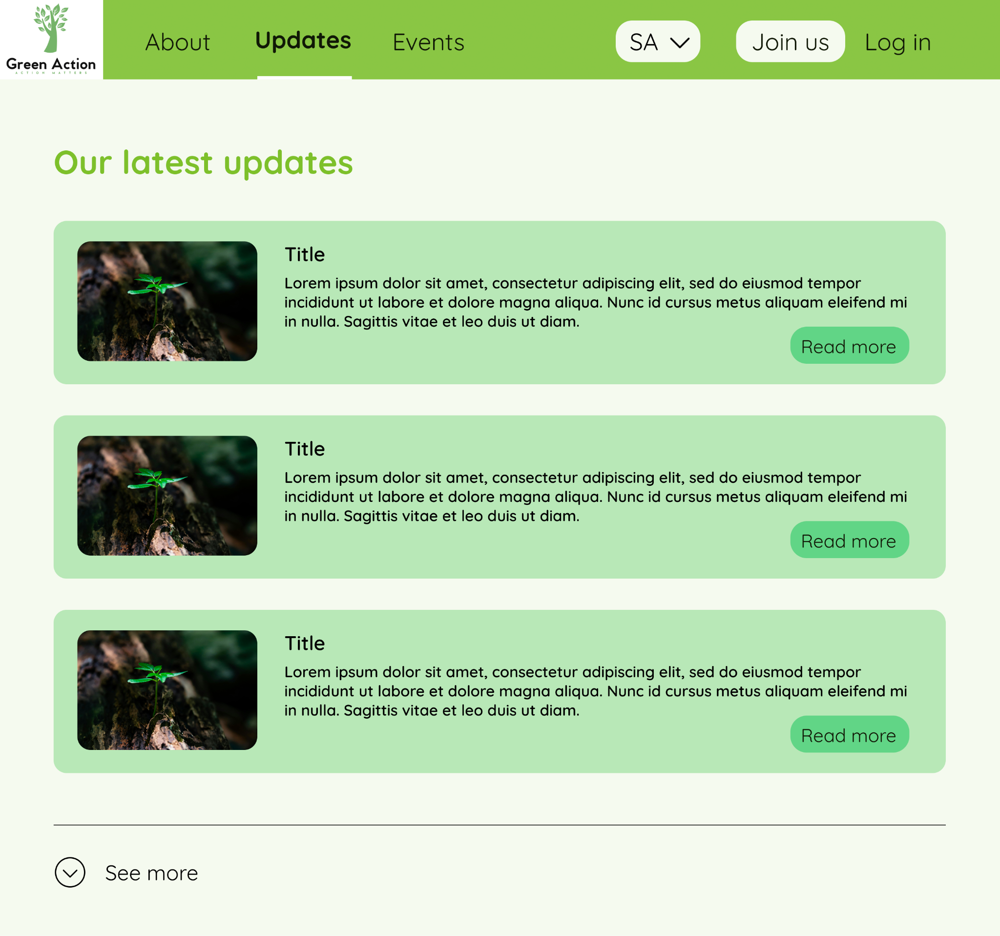 Green Action
ACTION MATTERS
About
Updates
Events
SA
Join us
Log in
Our latest updates
Title
Lorem ipsum dolor sit amet, consectetur adipiscing elit, sed do eiusmod tempor
incididunt ut labore et dolore magna aliqua. Nunc id cursus metus aliquam eleifend mi
in nulla. Sagittis vitae et leo duis ut diam.
Read more
Title
Lorem ipsum dolor sit amet, consectetur adipiscing elit, sed do eiusmod tempor
incididunt ut labore et dolore magna aliqua. Nunc id cursus metus aliquam eleifend mi
in nulla. Sagittis vitae et leo duis ut diam.
Read more
Title
Lorem ipsum dolor sit amet, consectetur adipiscing elit, sed do eiusmod tempor
incididunt ut labore et dolore magna aliqua. Nunc id cursus metus aliquam eleifend mi
in nulla. Sagittis vitae et leo duis ut diam.
Read more
See more